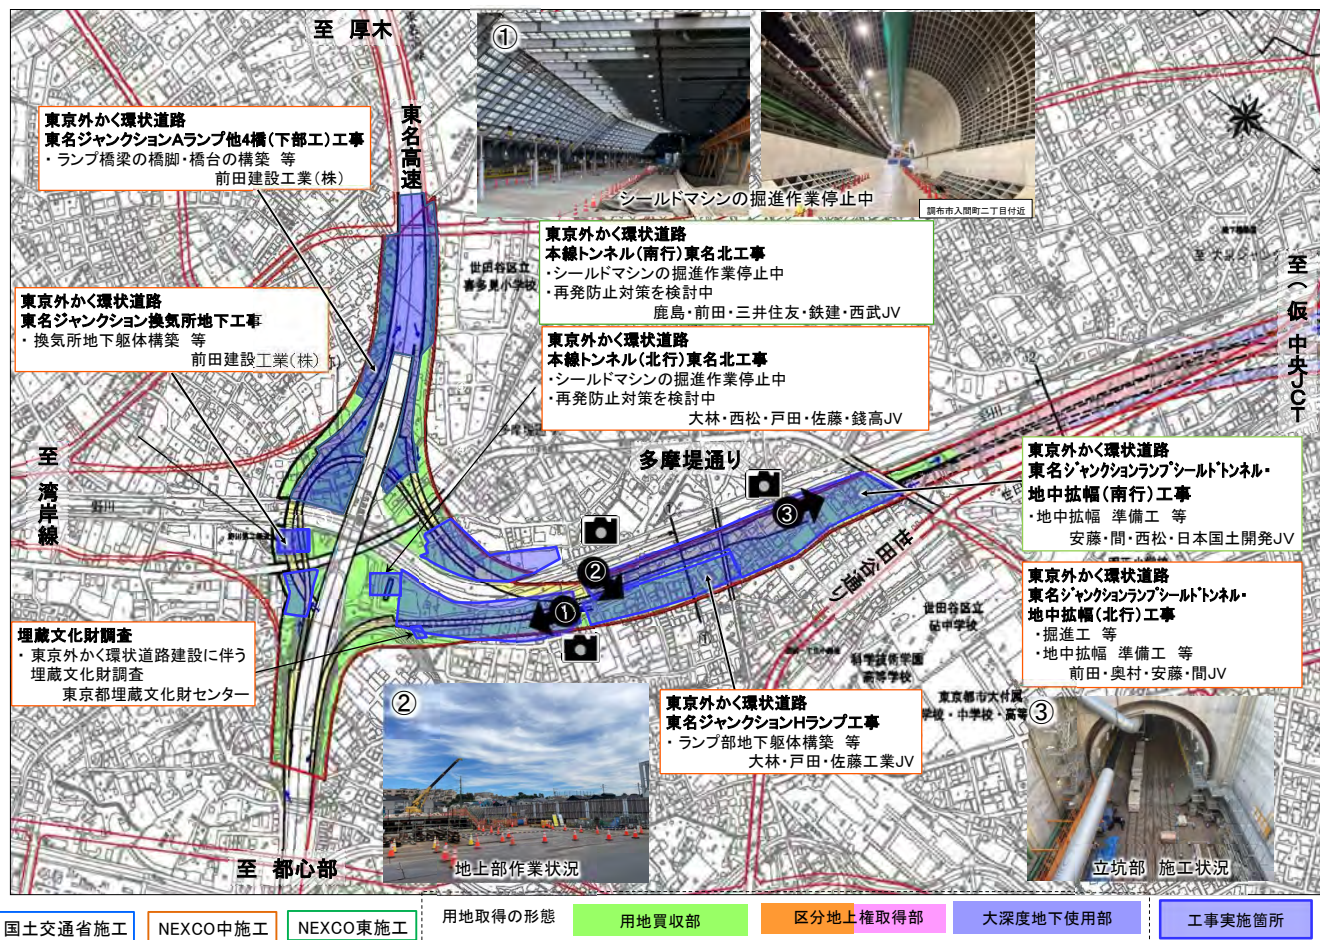 至 厚木
東名高速
①
シールドマシンの掘進作業停止中
調布市入間町二丁目付近
東京外かく環状道路
東名ジャンクションAランプ他4橋(下部工)工事
・ランプ橋梁の橋脚・橋台の構築 等
前田建設工業(株)
東京外かく環状道路
本線トンネル(南行)東名北工事
・シールドマシンの掘進作業停止中
・再発防止対策を検討中
鹿島・前田・三井住友・鉄建・西武JV
世田谷区立
喜多見小学校
至(仮)中央JCT
東京外かく環状道路
東名ジャンクション換気所地下工事
・換気所地下躯体構築 等
前田建設工業(株)
東京外かく環状道路
本線トンネル(北行)東名北工事
・シールドマシンの掘進作業停止中
・再発防止対策を検討中
大林・西松・戸田・佐藤・錢高JV
至 湾岸線
野川
多摩堤通り
③
②
①
世田谷通り
東京外かく環状道路
東名ジャンクションランプシールドトンネル・
地中拡幅(南行)工事
・地中拡幅 準備工 等
安藤・間・西松・日本国土開発JV
東京外かく環状道路
東名ジャンクションランプシールドトンネル・
地中拡幅(北行)工事
・掘進工 等
・地中拡幅 準備工 等
前田・奥村・安藤・間JV
世田谷区立
砧中学校
科学技術学園
高等学校
東京都市大付属
埋蔵文化財調査
・東京外かく環状道路建設に伴う
埋蔵文化財調査
東京都埋蔵文化財センター
東京外かく環状道路
東名ジャンクションHランプ工事
・ランプ部地下躯体構築 等
大林・戸田・佐藤工業JV
②
地上部作業状況
③
立坑部 施工状況
至 都心部
国土交通省施工
NEXCO中施工
NEXCO東施工
用地取得の形態
用地買収部
区分地上権取得部
大深度地下使用部
工事実施箇所